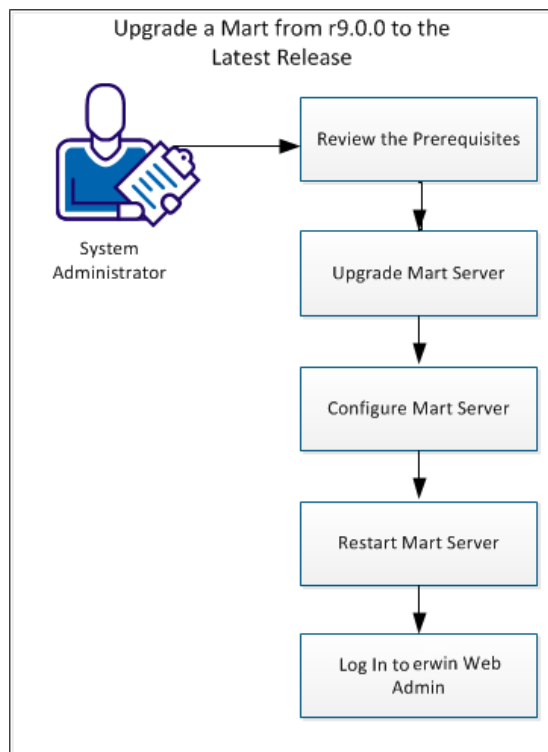 Upgrade a Mart from r9.0.0 to the
Latest Release
Review the Prerequisites
System
Administrator
Upgrade Mart Server
Configure Mart Server
Restart Mart Server
Log In to erwin Web
Admin